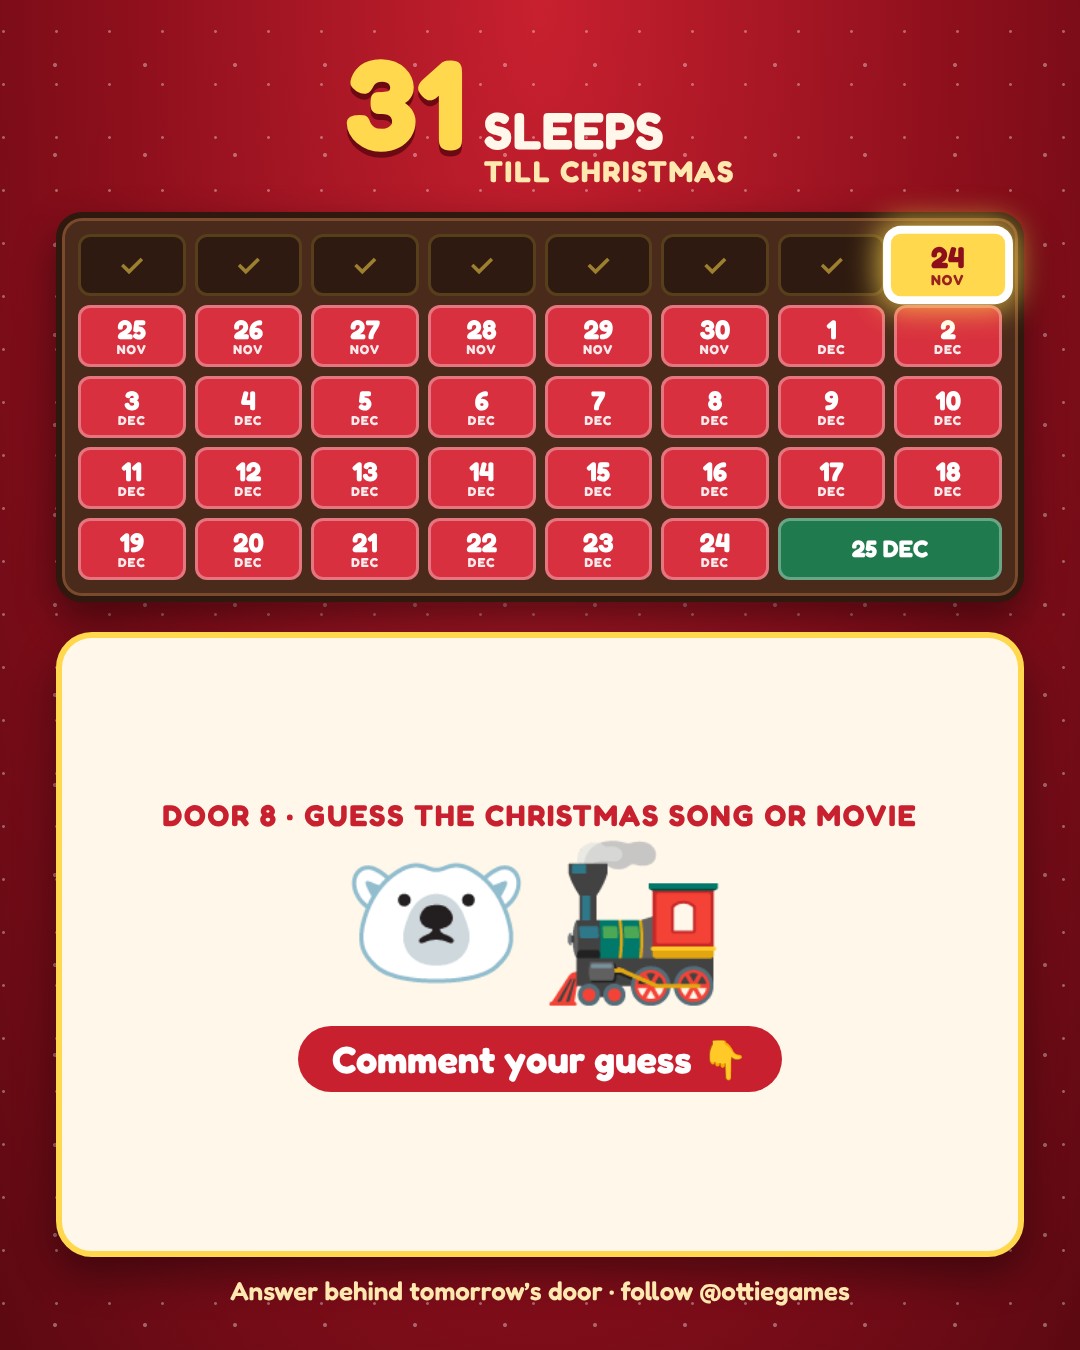 31 SLEEPS
TILL CHRISTMAS
24
NOV
25
NOV
26
NOV
27
NOV
28
NOV
29
NOV
30
NOV
1
DEC
2
DEC
3
DEC
4
DEC
5
DEC
6
DEC
7
DEC
8
DEC
9
DEC
10
DEC
11
DEC
12
DEC
13
DEC
14
DEC
15
DEC
16
DEC
17
DEC
18
DEC
19
DEC
20
DEC
21
DEC
22
DEC
23
DEC
24
DEC
25 DEC
DOOR 8 · GUESS THE CHRISTMAS SONG OR MOVIE
Comment your guess 👇
Answer behind tomorrow’s door · follow @ottiegames